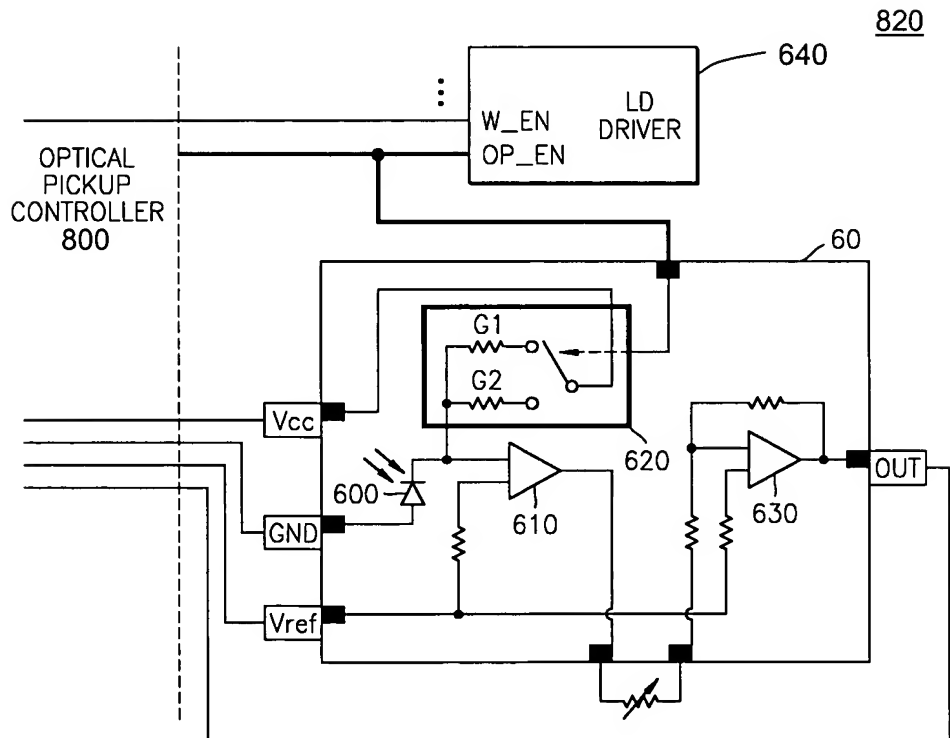 820
640
LD
DRIVER
W_EN
OP_EN
OPTICAL
PICKUP
CONTROLLER
800
60
G1
G2
620
Vcc
600
610
630
OUT
GND
Vref